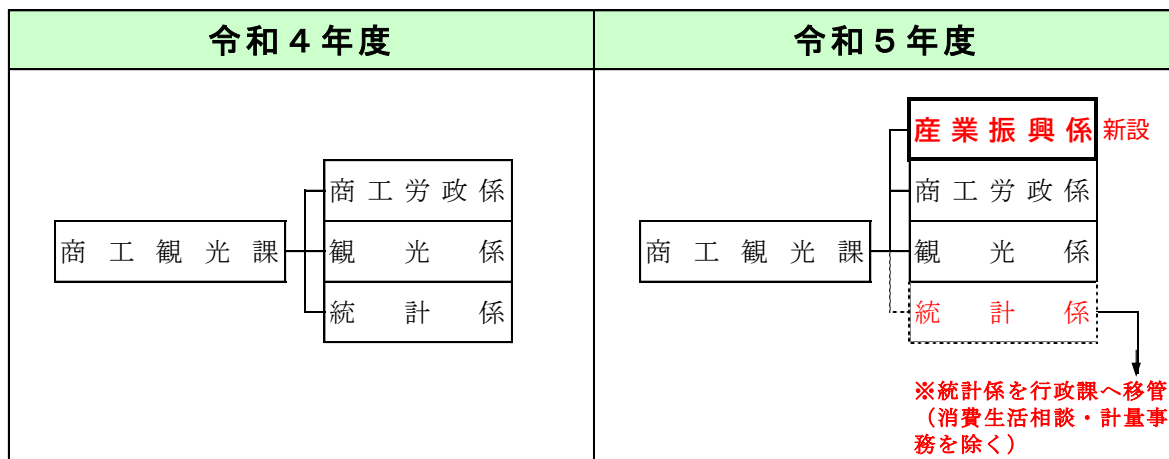 令和４年度
令和５年度
商工観光課
商工労政係
観光係
統計係
商工観光課
産業振興係 新設
商工労政係
観光係
統計係
※統計係を行政課へ移管
（消費生活相談・計量事
務を除く）